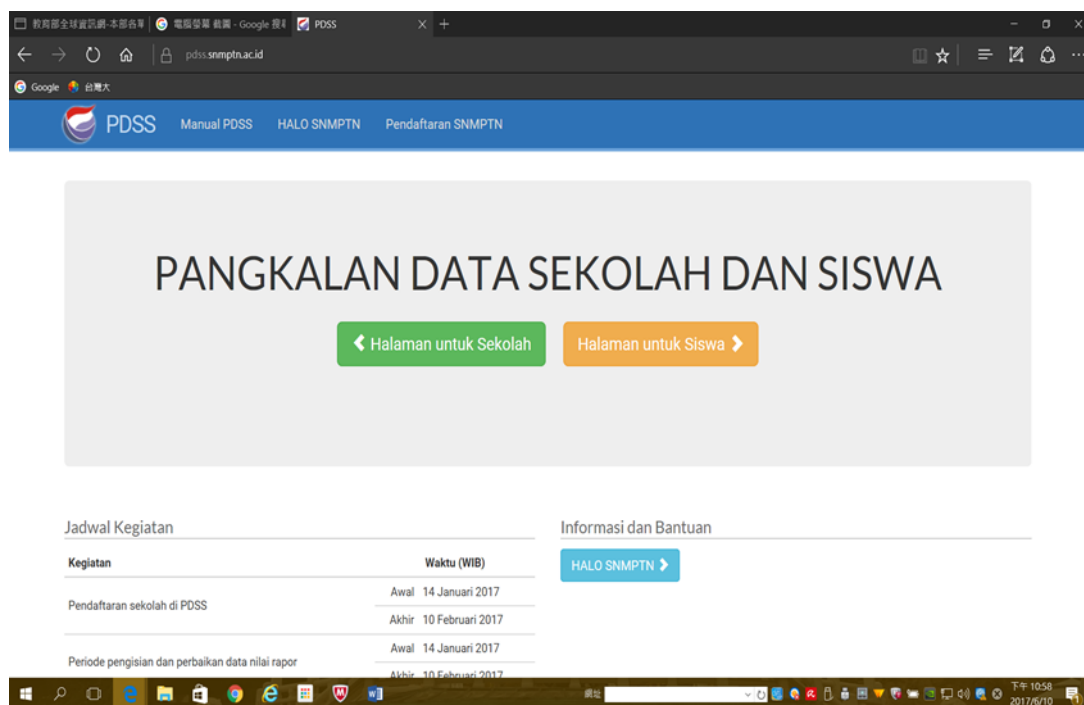 教育部全球資訊網-本部各單
電腦螢幕 截圖 - Google 搜尋
PDSS
pdss.snmptn.ac.id
Google
台灣大
PDSS Manual PDSS HALO SNMPTN Pendaftaran SNMPTN
PANGKALAN DATA SEKOLAH DAN SISWA
Halaman untuk Sekolah
Halaman untuk Siswa
Jadwal Kegiatan
Kegiatan Waktu (WIB)
Pendaftaran sekolah di PDSS
Awal 14 Januari 2017
Akhir 10 Februari 2017
Periode pengisian dan perbaikan data nilai rapor
Awal 14 Januari 2017
Akhir 10 Februari 2017
Informasi dan Bantuan
HALO SNMPTN
網址
下午 10:58
2017/6/10